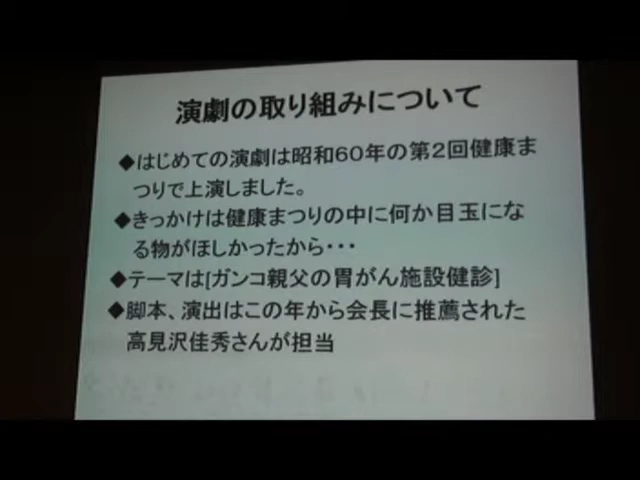 演劇の取り組みについて
◆はじめての演劇は昭和60年の第2回健康ま
つりで上演しました。
◆きっかけは健康まつりの中に何か目玉にな
る物がほしかったから・・・
◆テーマは[ガンコ親父の胃がん施設健診]
◆脚本、演出はこの年から会長に推薦された
高見沢佳秀さんが担当